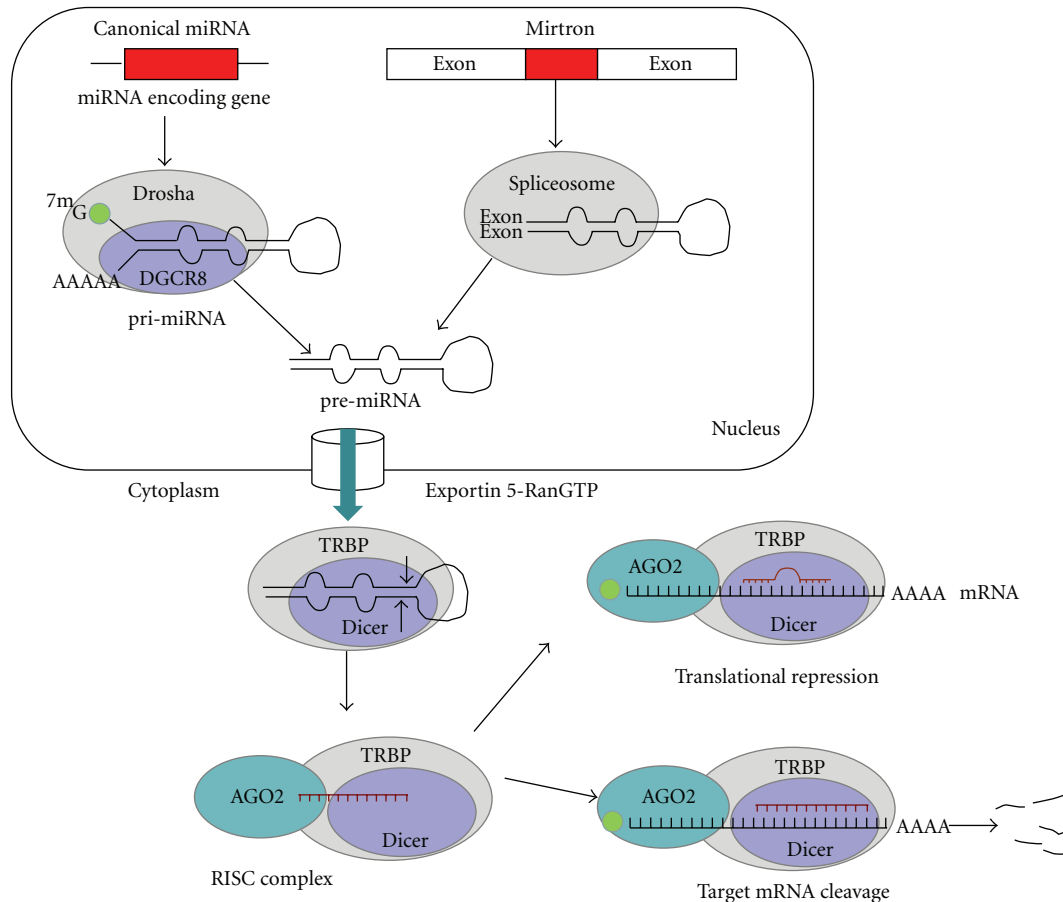 Canonical miRNA
Mirtron
Exon
Exon
miRNA encoding gene
Drosha
7mG
DGCR8
AAAAA
pri-miRNA
Spliceosome
Exon
Exon
pre-miRNA
Nucleus
Cytoplasm
Exportin 5-RanGTP
TRBP
Dicer
TRBP
AGO2
AAAA mRNA
Dicer
Translational repression
TRBP
AGO2
Dicer
RISC complex
TRBP
AGO2
AAAA
Dicer
Target mRNA cleavage